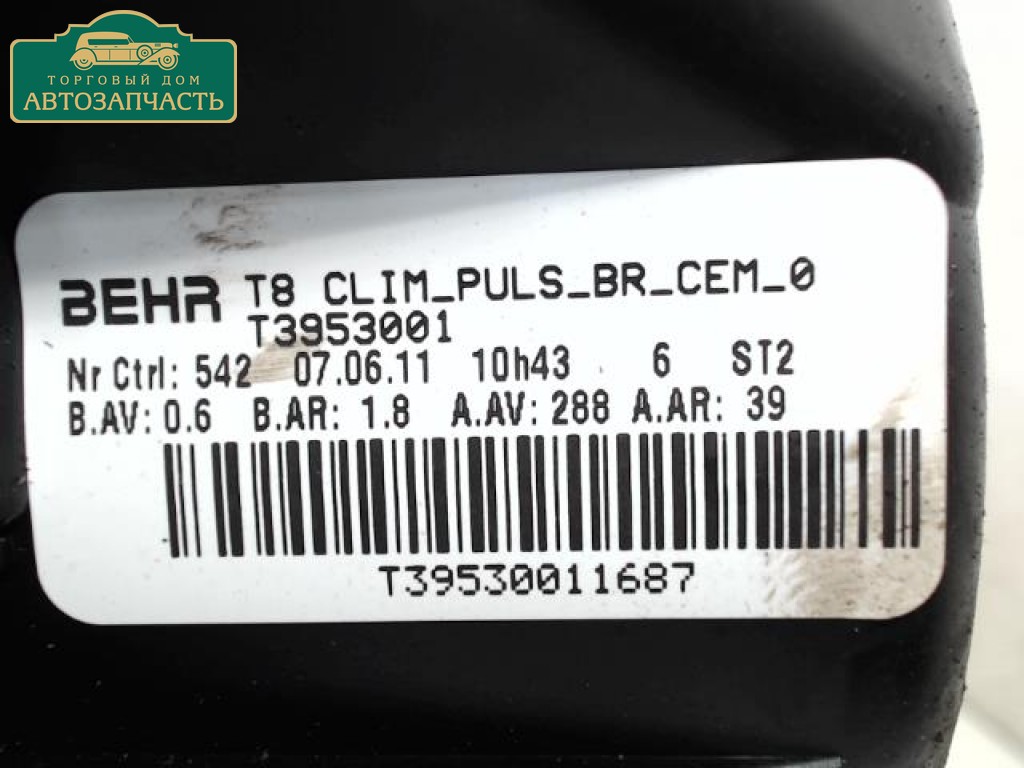 ТОРГОВЫЙ ДОМ
АВТОЗАПЧАСТЬ
BEHR T8 CLIM_PULS_BR_CEM_0
T3953001
Nr Ctrl: 542 07.06.11 10h43 6 ST2
B.AV: 0.6 B.AR: 1.8 A.AV: 288 A.AR: 39
T39530011687